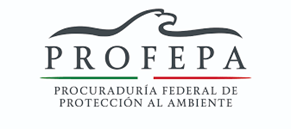 PROFEPA
PROCURADURÍA FEDERAL DE
PROTECCIÓN AL AMBIENTE